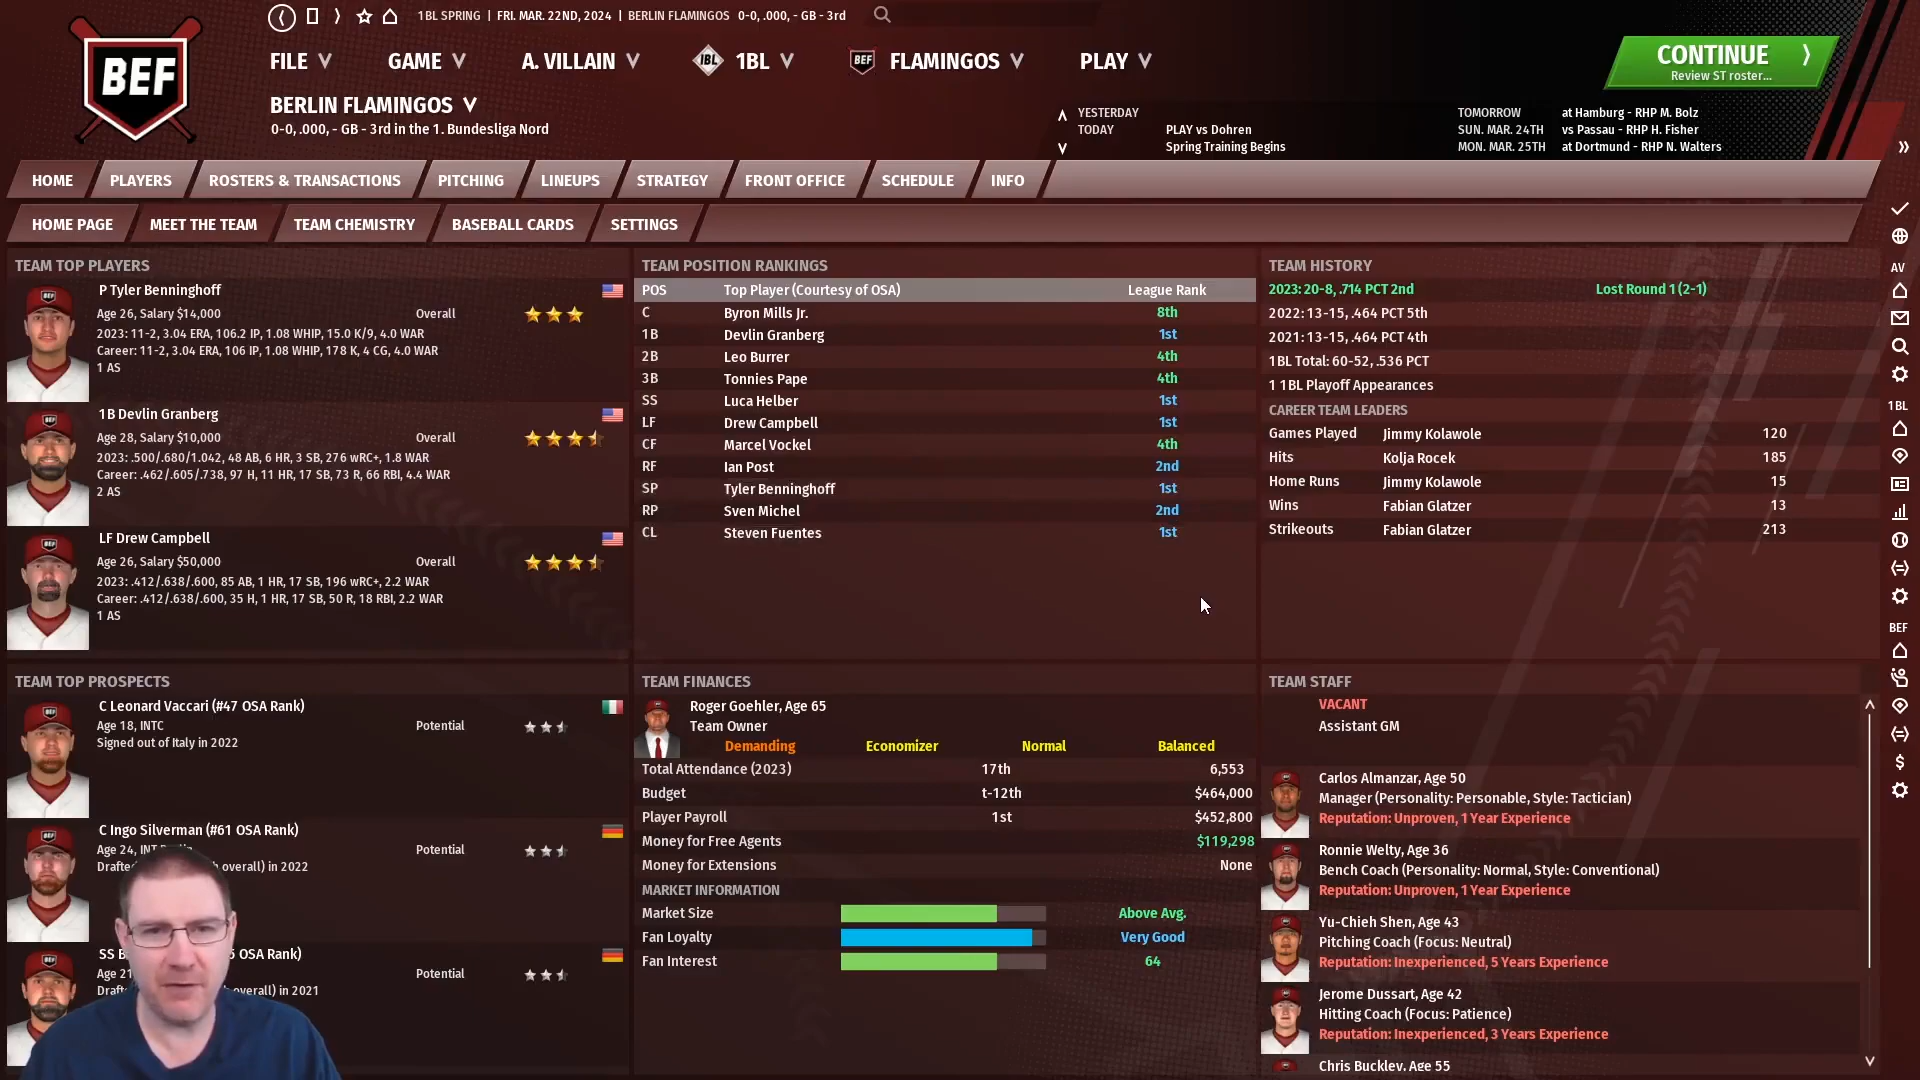 1BL SPRING | FRI. MAR. 22ND, 2024 | BERLIN FLAMINGOS 0-0, .000, - GB - 3rd
BEF
FILE GAME A. VILLAIN 1BL 1BL BEF FLAMINGOS PLAY
CONTINUE
Review ST roster...
BERLIN FLAMINGOS
0-0, .000, - GB - 3rd in the 1. Bundesliga Nord
YESTERDAY
TODAY PLAY vs Dohren
Spring Training Begins
TOMORROW at Hamburg - RHP M. Bolz
SUN. MAR. 24TH vs Passau - RHP H. Fisher
MON. MAR. 25TH at Dortmund - RHP N. Walters
HOME PLAYERS ROSTERS & TRANSACTIONS PITCHING LINEUPS STRATEGY FRONT OFFICE SCHEDULE INFO
HOME PAGE MEET THE TEAM TEAM CHEMISTRY BASEBALL CARDS SETTINGS
TEAM TOP PLAYERS
P Tyler Benninghoff
Age 26, Salary $14,000 Overall
2023: 11-2, 3.04 ERA, 106.2 IP, 1.08 WHIP, 15.0 K/9, 4.0 WAR
Career: 11-2, 3.04 ERA, 106 IP, 1.08 WHIP, 178 K, 4 CG, 4.0 WAR
1 AS
1B Devlin Granberg
Age 28, Salary $10,000 Overall
2023: .500/.680/1.042, 48 AB, 6 HR, 3 SB, 276 wRC+, 1.8 WAR
Career: .462/.605/.738, 97 H, 11 HR, 17 SB, 73 R, 66 RBI, 4.4 WAR
2 AS
LF Drew Campbell
Age 26, Salary $50,000 Overall
2023: .412/.638/.600, 85 AB, 1 HR, 17 SB, 196 wRC+, 2.2 WAR
Career: .412/.638/.600, 35 H, 1 HR, 17 SB, 50 R, 18 RBI, 2.2 WAR
1 AS
TEAM POSITION RANKINGS
POS Top Player (Courtesy of OSA) League Rank
C Byron Mills Jr. 8th
1B Devlin Granberg 1st
2B Leo Burrer 4th
3B Tonnies Pape 4th
SS Luca Helber 1st
LF Drew Campbell 1st
CF Marcel Vockel 4th
RF Ian Post 2nd
SP Tyler Benninghoff 1st
RP Sven Michel 2nd
CL Steven Fuentes 1st
TEAM HISTORY
2023: 20-8, .714 PCT 2nd Lost Round 1 (2-1)
2022: 13-15, .464 PCT 5th
2021: 13-15, .464 PCT 4th
1BL Total: 60-52, .536 PCT
1 1BL Playoff Appearances
CAREER TEAM LEADERS
Games Played Jimmy Kolawole 120
Hits Kolja Rocek 185
Home Runs Jimmy Kolawole 15
Wins Fabian Glatzer 13
Strikeouts Fabian Glatzer 213
TEAM TOP PROSPECTS
C Leonard Vaccari (#47 OSA Rank)
Age 18, INTC Potential
Signed out of Italy in 2022
C Ingo Silverman (#61 OSA Rank)
Age 24, INT Potential
Drafted overall) in 2022
SS OSA Rank)
Age 21 Potential
overall) in 2021
TEAM FINANCES
Roger Goehler, Age 65
Team Owner
Demanding Economizer Normal Balanced
Total Attendance (2023) 17th 6,553
Budget t-12th $464,000
Player Payroll 1st $452,800
Money for Free Agents $119,298
Money for Extensions None
MARKET INFORMATION
Market Size Above Avg.
Fan Loyalty Very Good
Fan Interest 64
TEAM STAFF
VACANT
Assistant GM
Carlos Almanzar, Age 50
Manager (Personality: Personable, Style: Tactician)
Reputation: Unproven, 1 Year Experience
Ronnie Welty, Age 36
Bench Coach (Personality: Normal, Style: Conventional)
Reputation: Unproven, 1 Year Experience
Yu-Chieh Shen, Age 43
Pitching Coach (Focus: Neutral)
Reputation: Inexperienced, 5 Years Experience
Jerome Dussart, Age 42
Hitting Coach (Focus: Patience)
Reputation: Inexperienced, 3 Years Experience
Chris Buckley, Age 55
AV
1BL
BEF